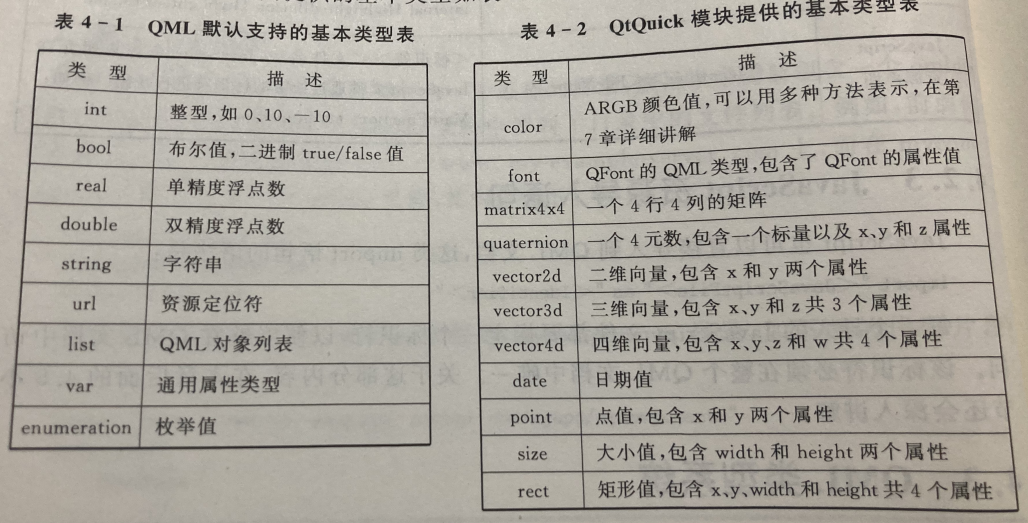 表 4-1 QML 默认支持的基本类型表
类 型 描 述
int 整型,如 0、10、-10
bool 布尔值,二进制 true/false 值
real 单精度浮点数
double 双精度浮点数
string 字符串
url 资源定位符
list QML 对象列表
var 通用属性类型
enumeration 枚举值
表 4-2 QtQuick 模块提供的基本类型表
类 型 描 述
color ARGB 颜色值,可以用多种方法表示,在第
7 章详细讲解
font QFont 的 QML 类型,包含了 QFont 的属性值
matrix4x4 一个 4 行 4 列的矩阵
quaternion 一个 4 元数,包含一个标量以及 x、y 和 z 属性
vector2d 二维向量,包含 x 和 y 两个属性
vector3d 三维向量,包含 x、y 和 z 共 3 个属性
vector4d 四维向量,包含 x、y、z 和 w 共 4 个属性
date 日期值
point 点值,包含 x 和 y 两个属性
size 大小值,包含 width 和 height 两个属性
rect 矩形值,包含 x、y、width 和 height 共 4 个属性